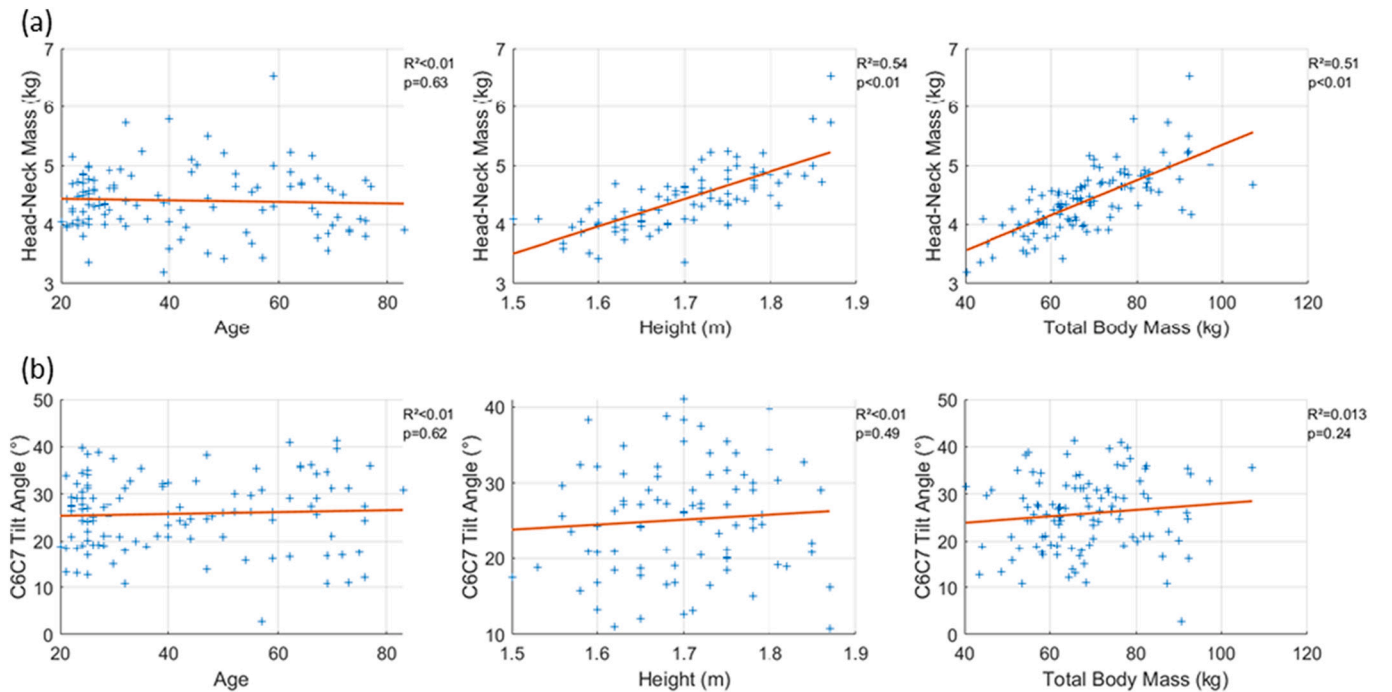 (a)
Head-Neck Mass (kg)
7
6
5
4
3
20
40
60
80
Age
R²<0.01
p=0.63
Head-Neck Mass (kg)
7
6
5
4
3
1.5
1.6
1.7
1.8
1.9
Height (m)
R²=0.54
p<0.01
Head-Neck Mass (kg)
7
6
5
4
3
40
60
80
100
120
Total Body Mass (kg)
R²=0.51
p<0.01
(b)
C6C7 Tilt Angle (°)
50
40
30
20
10
0
20
40
60
80
Age
R²<0.01
p=0.62
C6C7 Tilt Angle (°)
40
30
20
10
1.5
1.6
1.7
1.8
1.9
Height (m)
R²<0.01
p=0.49
C6C7 Tilt Angle (°)
50
40
30
20
10
0
40
60
80
100
120
Total Body Mass (kg)
R²=0.013
p=0.24